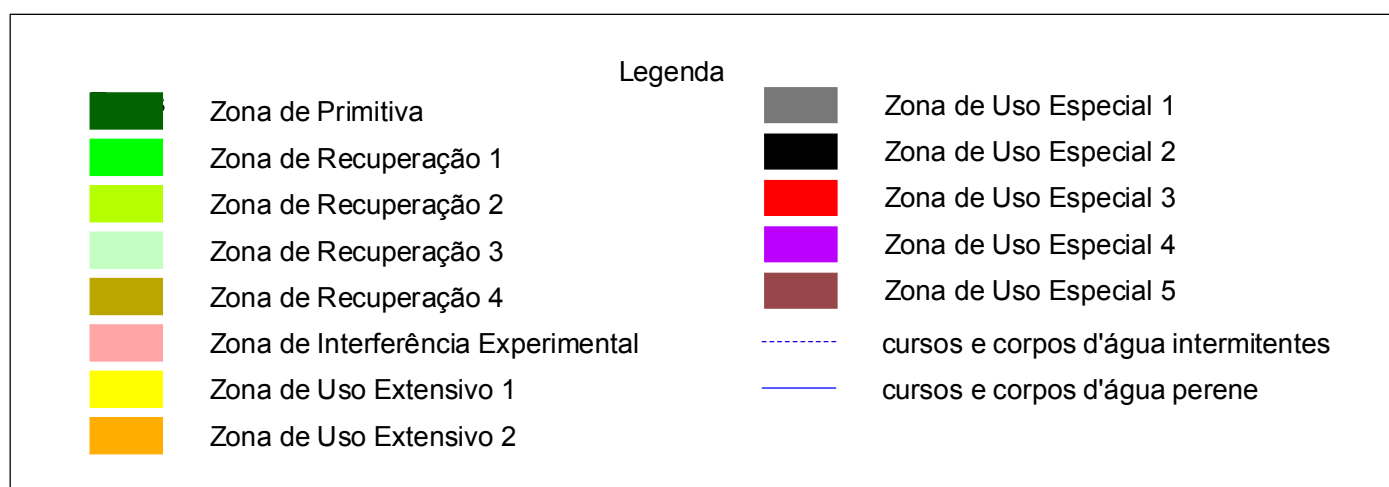 Legenda
Zona de Primitiva
Zona de Recuperação 1
Zona de Recuperação 2
Zona de Recuperação 3
Zona de Recuperação 4
Zona de Interferência Experimental
Zona de Uso Extensivo 1
Zona de Uso Extensivo 2
Zona de Uso Especial 1
Zona de Uso Especial 2
Zona de Uso Especial 3
Zona de Uso Especial 4
Zona de Uso Especial 5
cursos e corpos d'água intermitentes
cursos e corpos d'água perene